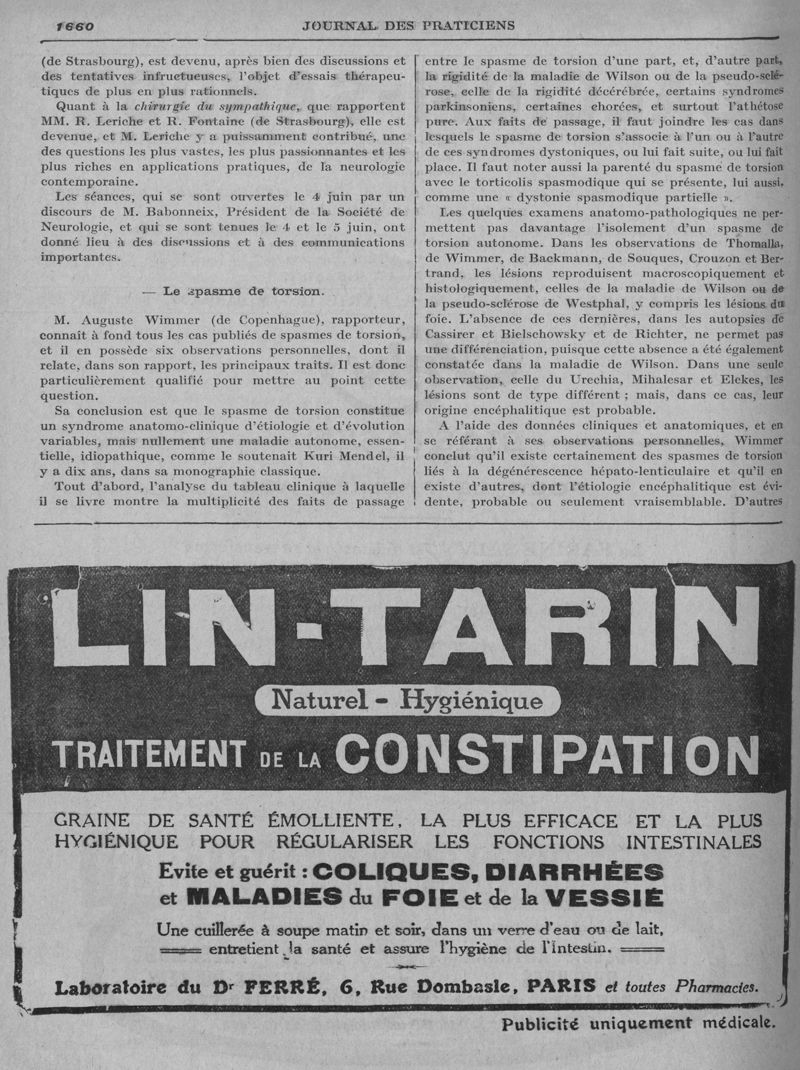 1660
JOURNAL DES PRATICIENS
(de Strasbourg), est devenu, après bien des discussions et
des tentatives infructueuses, l'objet d'essais thérapeu-
tiques de plus en plus rationnels.
Quant à la chirurgie du sympathique, que rapportent
MM. R. Leriche et R. Fontaine (de Strasbourg), elle est
devenue, et M. Leriche y a puissamment contribué, une
des questions les plus vastes, les plus passionnantes et les
plus riches en applications pratiques, de la neurologie
contemporaine.
Les séances, qui se sont ouvertes le 4 juin par un
discours de M. Babonneix, Président de la Société de
Neurologie, et qui se sont tenues le 4 et le 5 juin, ont
donné lieu à des discussions et à des communications
importantes.
— Le spasme de torsion.
M. Auguste Wimmer (de Copenhague), rapporteur,
connaît à fond tous les cas publiés de spasmes de torsion,
et il en possède six observations personnelles, dont il
relate, dans son rapport, les principaux traits. Il est donc
particulièrement qualifié pour mettre au point cette
question.
Sa conclusion est que le spasme de torsion constitue
un syndrome anatomo-clinique d'étiologie et d'évolution
variables, mais nullement une maladie autonome, essen-
tielle, idiopathique, comme le soutenait Kuri Mendel, il
y a dix ans, dans sa monographie classique.
Tout d'abord, l'analyse du tableau clinique à laquelle
il se livre montre la multiplicité des faits de passage
entre le spasme de torsion d'une part, et, d'autre part,
la rigidité de la maladie de Wilson ou de la pseudo-sclé-
rose, celle de la rigidité décérébrée, certains syndromes
parkinsoniens, certaines chorées, et surtout l'athétose
pure. Aux faits de passage, il faut joindre les cas dans
lesquels le spasme de torsion s'associe à l'un ou à l'autre
de ces syndromes dystoniques, ou lui fait suite, ou lui fait
place. Il faut noter aussi la parenté du spasme de torsion
avec le torticolis spasmodique qui se présente, lui aussi,
comme une « dystonie spasmodique partielle ».
Les quelques examens anatomo-pathologiques ne per-
mettent pas davantage l'isolement d'un spasme de
torsion autonome. Dans les observations de Thomalla,
de Wimmer, de Baekmann, de Souques, Crouzon et Ber-
trand, les lésions reproduisent macroscopiquement et
histologiquement, celles de la maladie de Wilson ou de
la pseudo-sclérose de Westphal, y compris les lésions du
foie. L'absence de ces dernières, dans les autopsies de
Cassirer et Bielschowsky et de Richter, ne permet pas
une différenciation, puisque cette absence a été également
constatée dans la maladie de Wilson. Dans une seule
observation, celle du Urechia, Mihalesar et Elekes, les
lésions sont de type différent ; mais, dans ce cas, leur
origine encéphalitique est probable.
A l'aide des données cliniques et anatomiques, et en
se référant à ses observations personnelles, Wimmer
conclut qu'il existe certainement des spasmes de torsion
liés à la dégénérescence hépato-lenticulaire et qu'il en
existe d'autres, dont l'étiologie encéphalitique est évi-
dente, probable ou seulement vraisemblable. D'autres
LIN-TARIN
Naturel - Hygiénique
TRAITEMENT DE LA CONSTIPATION
GRAINE DE SANTÉ ÉMOLLIENTE, LA PLUS EFFICACE ET LA PLUS
HYGIÉNIQUE POUR RÉGULARISER LES FONCTIONS INTESTINALES
Evite et guérit : COLIQUES, DIARRHÉES
et MALADIES du FOIE et de la VESSIE
Une cuillerée à soupe matin et soir, dans un verre d'eau ou de lait,
entretient la santé et assure l'hygiène de l'intestin.
Laboratoire du Dr FERRÉ, 6, Rue Dombasle, PARIS et toutes Pharmacies.
Publicité uniquement médicale.